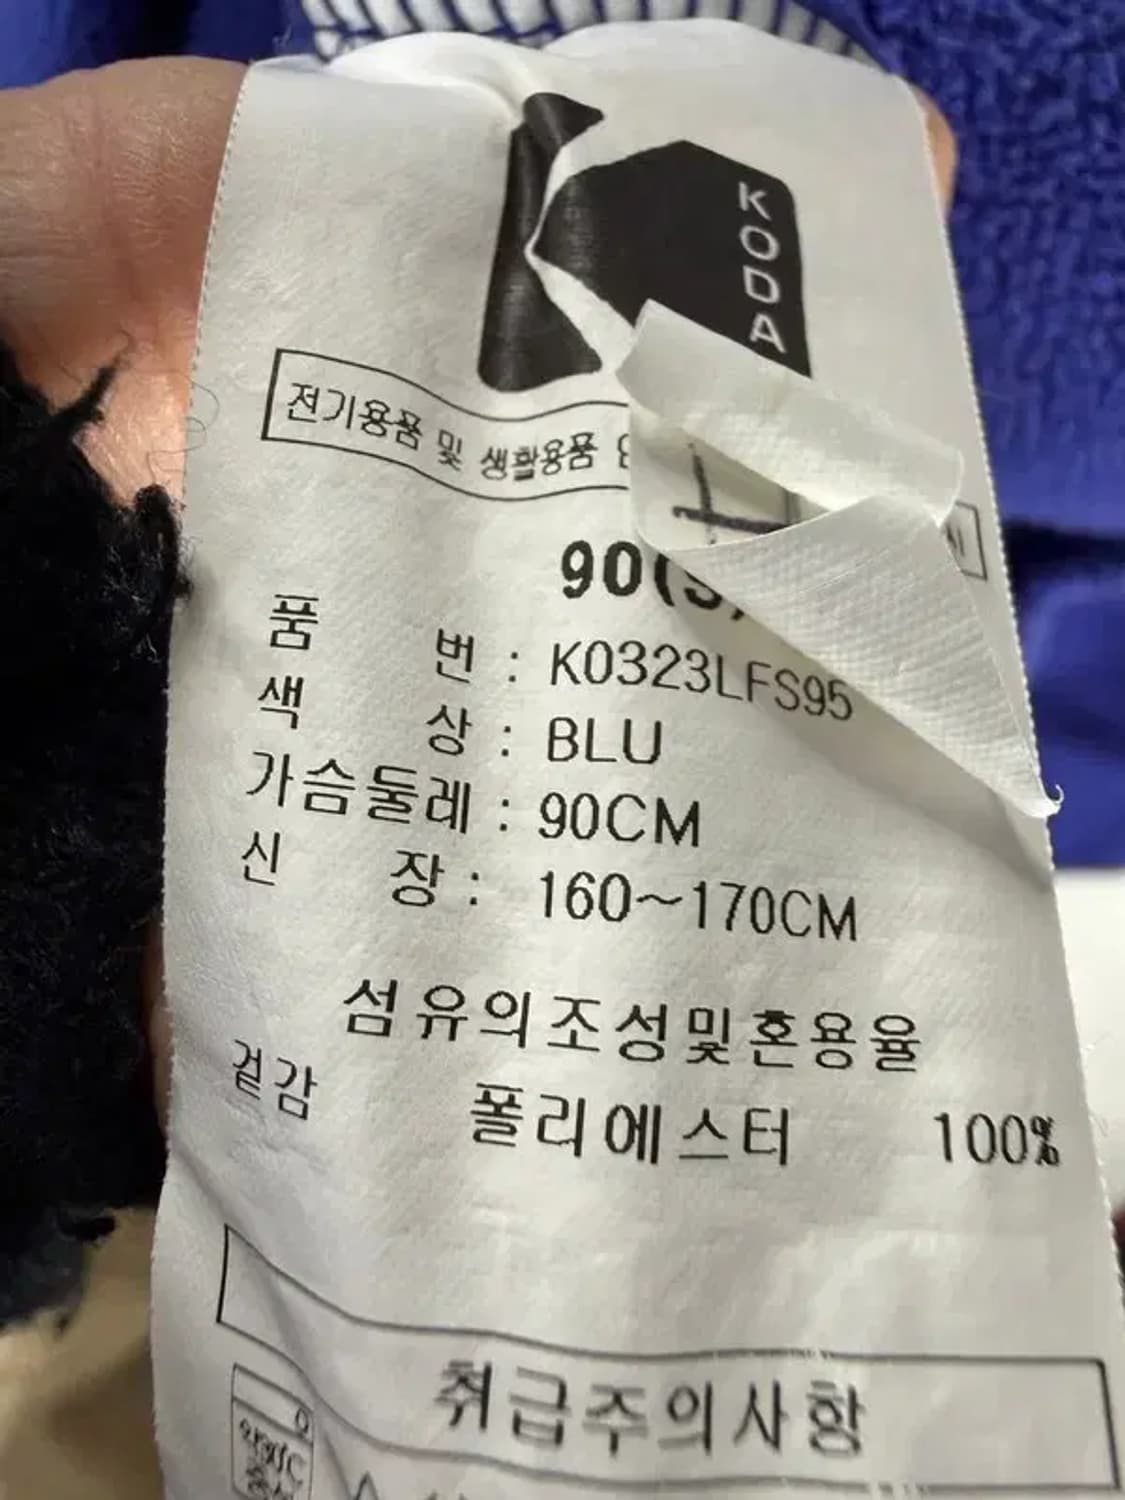 KODA
전기용품 및 생활용품
90(S)
품 번 : K0323LFS95
색 상 : BLU
가슴둘레 : 90CM
신 장 : 160~170CM
섬유의조성및혼용율
겉감 폴리에스터 100%
취급주의사항